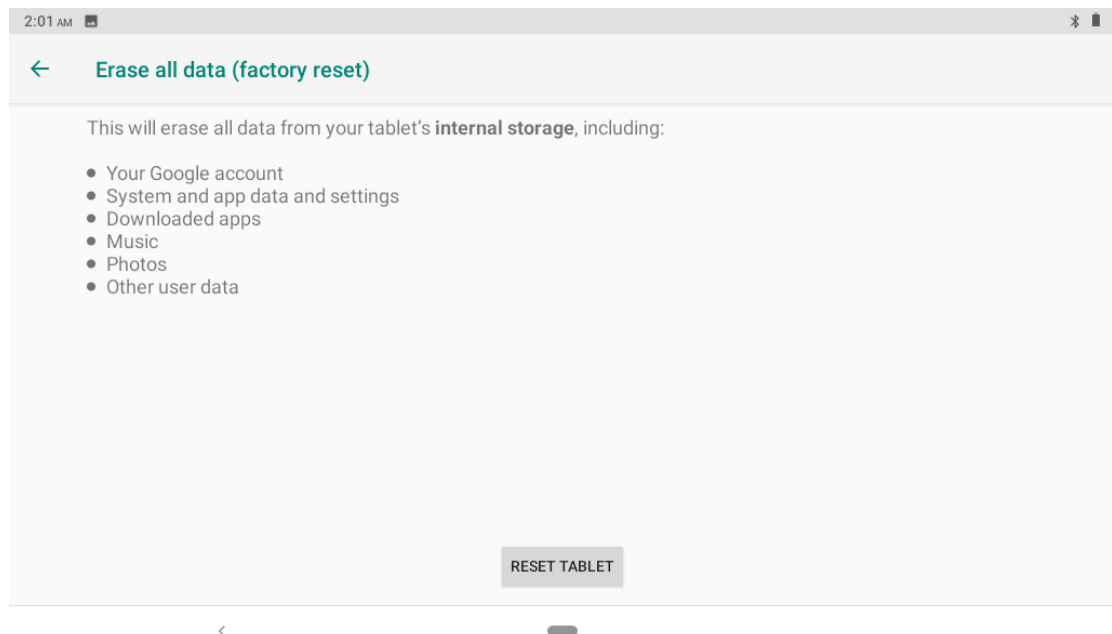 2:01 AM
Erase all data (factory reset)
This will erase all data from your tablet's internal storage, including:
• Your Google account
• System and app data and settings
• Downloaded apps
• Music
• Photos
• Other user data
RESET TABLET